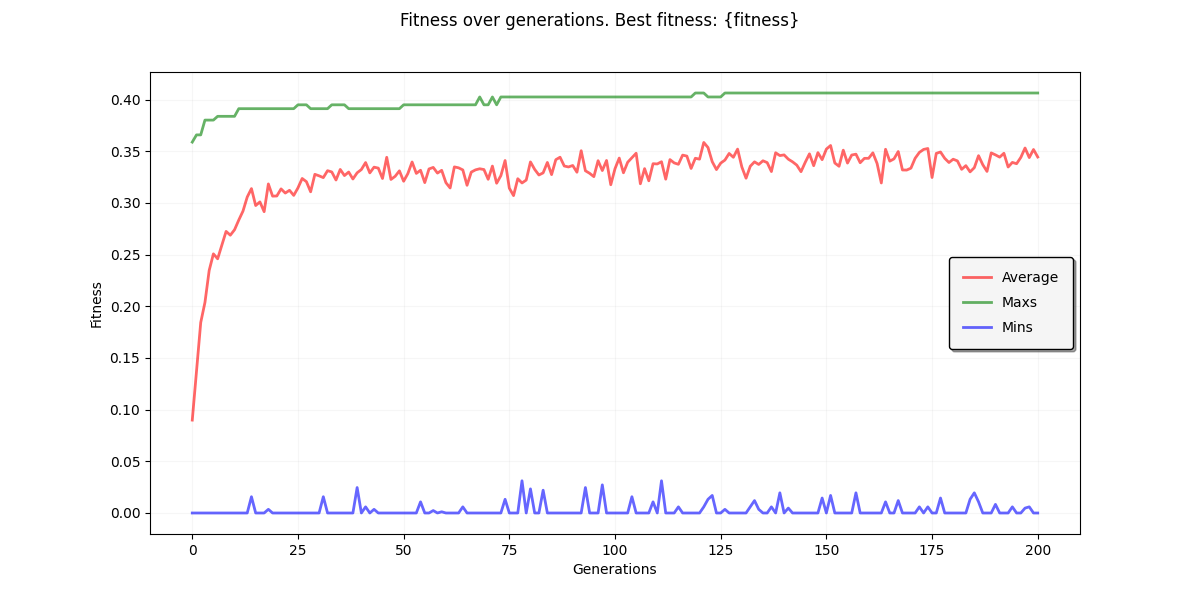 Fitness over generations. Best fitness: {fitness}
0.40
0.35
0.30
0.25
0.20
0.15
0.10
0.05
0.00
Fitness
Average
Maxs
Mins
0 25 50 75 100 125 150 175 200
Generations